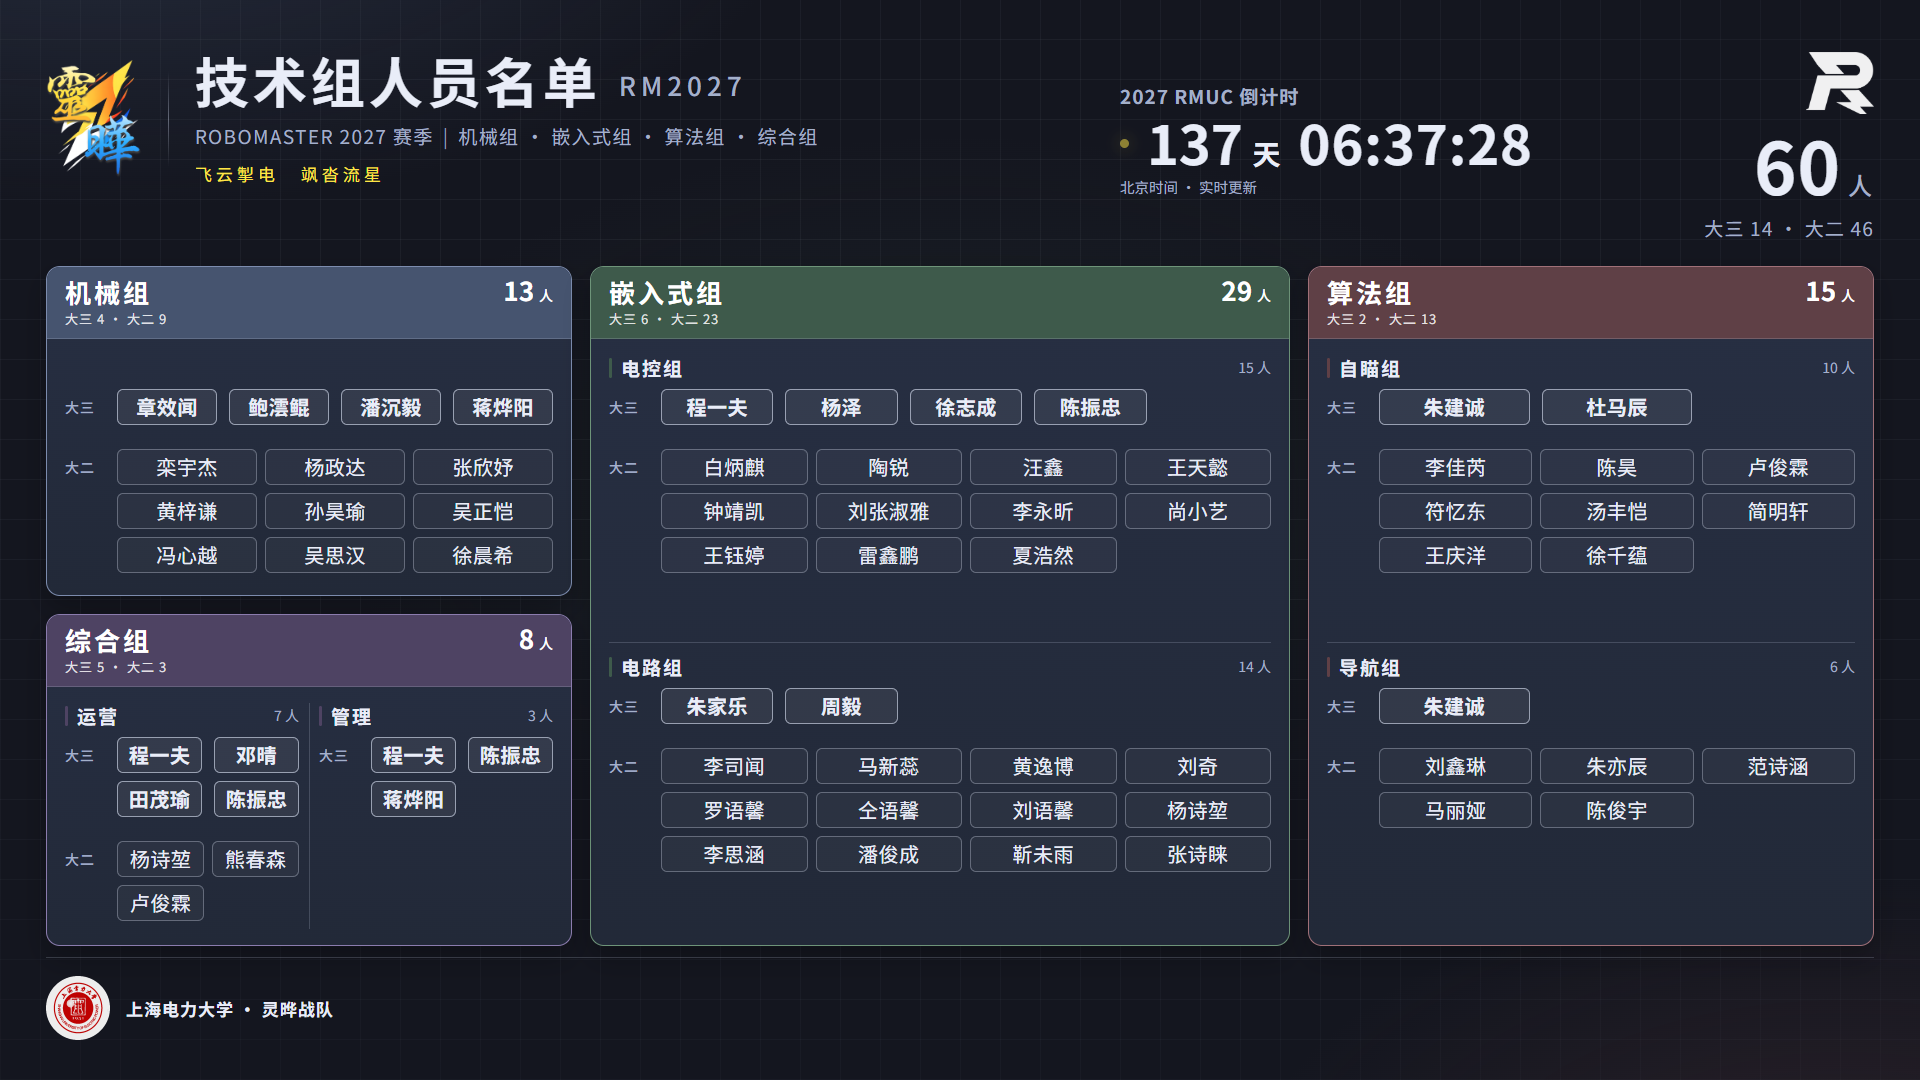 靈曄
技术组人员名单 RM2027
ROBOMASTER 2027 赛季 | 机械组 · 嵌入式组 · 算法组 · 综合组
飞云掣电 飒沓流星
2027 RMUC 倒计时
137 天 06:37:28
北京时间 · 实时更新
60 人
大三 14 · 大二 46
机械组 13 人
大三 4 · 大二 9
大三 章效闻 鲍澐鲲 潘沉毅 蒋烨阳
大二 栾宇杰 杨政达 张欣妤
黄梓谦 孙昊瑜 吴正恺
冯心越 吴思汉 徐晨希
综合组 8 人
大三 5 · 大二 3
运营 7 人
大三 程一夫 邓晴
田茂瑜 陈振忠
大二 杨诗堃 熊春森
卢俊霖
管理 3 人
大三 程一夫 陈振忠
蒋烨阳
嵌入式组 29 人
大三 6 · 大二 23
电控组 15 人
大三 程一夫 杨泽 徐志成 陈振忠
大二 白炳麒 陶锐 汪鑫 王天懿
钟靖凯 刘张淑雅 李永昕 尚小艺
王钰婷 雷鑫鹏 夏浩然
电路组 14 人
大三 朱家乐 周毅
大二 李司闻 马新蕊 黄逸博 刘奇
罗语馨 仝语馨 刘语馨 杨诗堃
李思涵 潘俊成 靳未雨 张诗睐
算法组 15 人
大三 2 · 大二 13
自瞄组 10 人
大三 朱建诚 杜马辰
大二 李佳芮 陈昊 卢俊霖
符忆东 汤丰恺 简明轩
王庆洋 徐千蕴
导航组 6 人
大三 朱建诚
大二 刘鑫琳 朱亦辰 范诗涵
马丽娅 陈俊宇
上海电力大学 · 灵晔战队